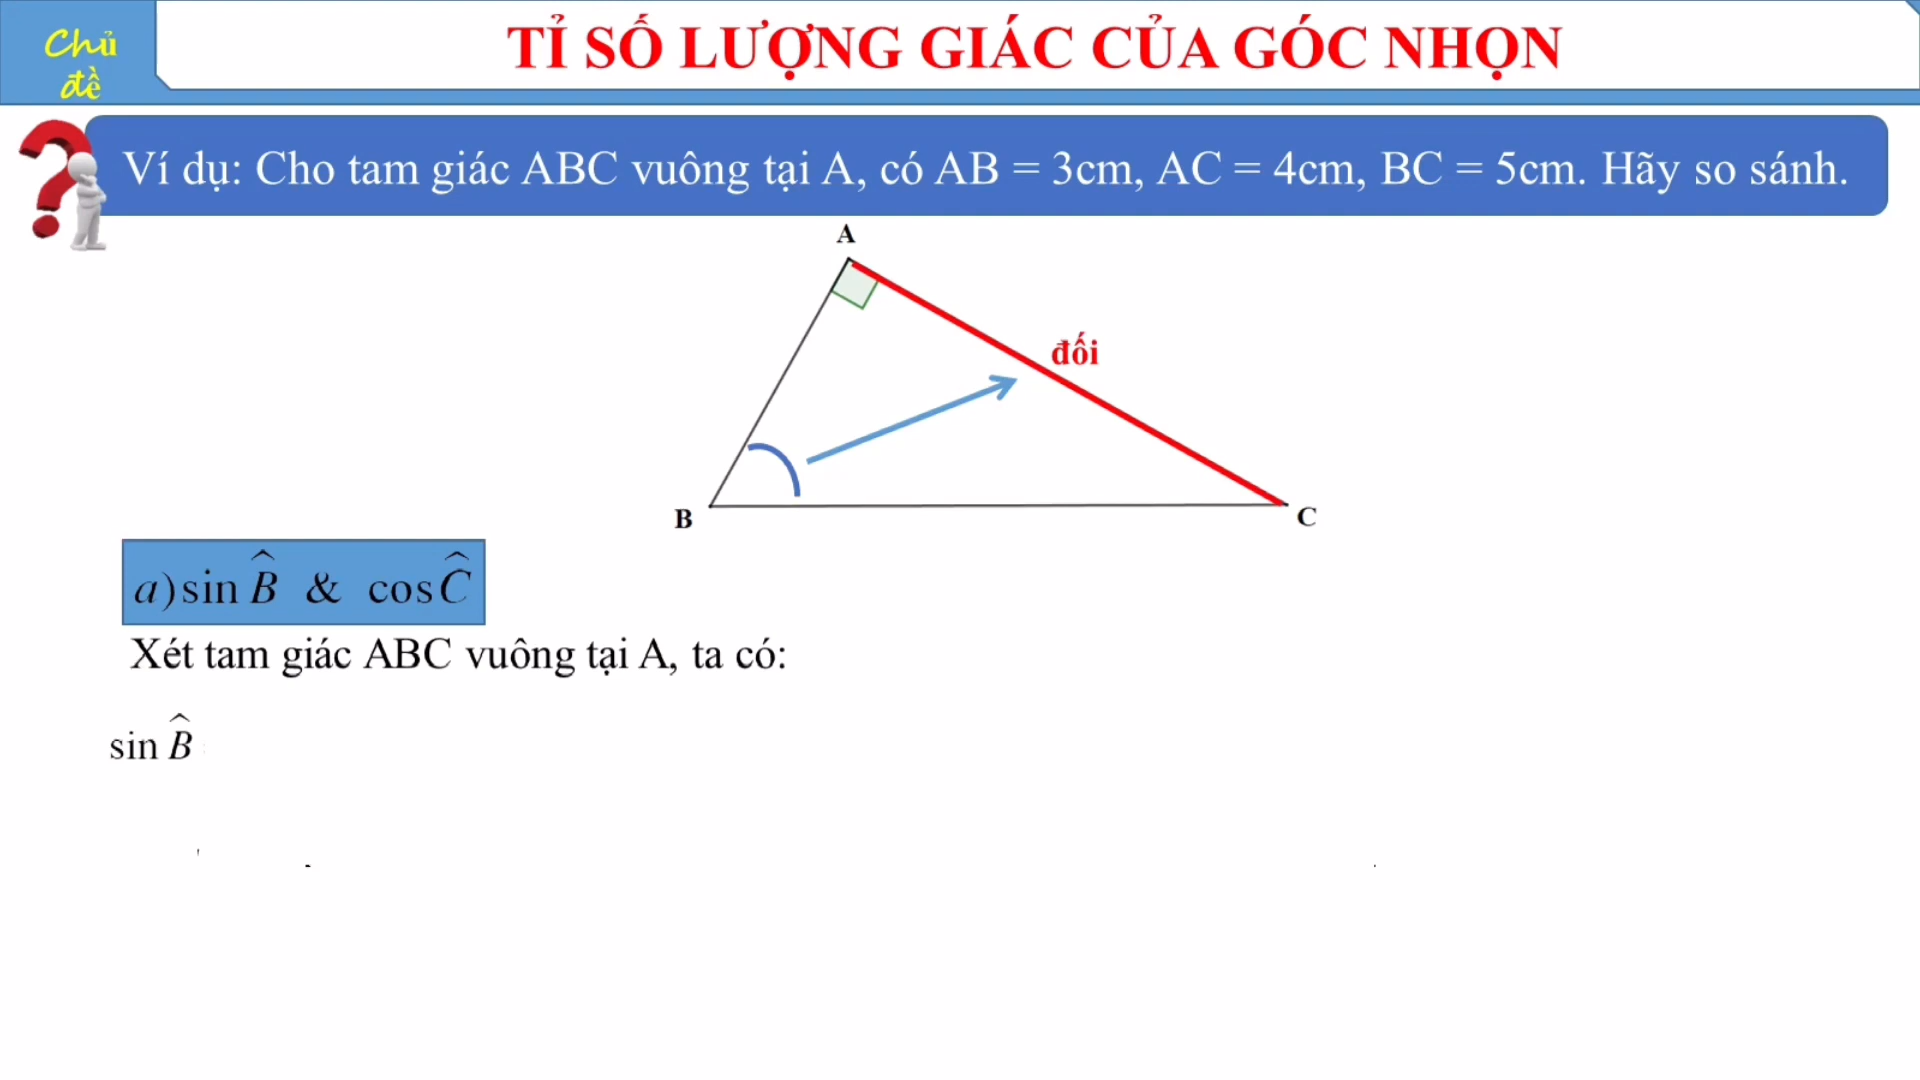 Chủ
đề
TỈ SỐ LƯỢNG GIÁC CỦA GÓC NHỌN
Ví dụ: Cho tam giác ABC vuông tại A, có AB = 3cm, AC = 4cm, BC = 5cm. Hãy so sánh.
A
đối
B
C
a) sin B̂ & cos Ĉ
Xét tam giác ABC vuông tại A, ta có:
sin B̂